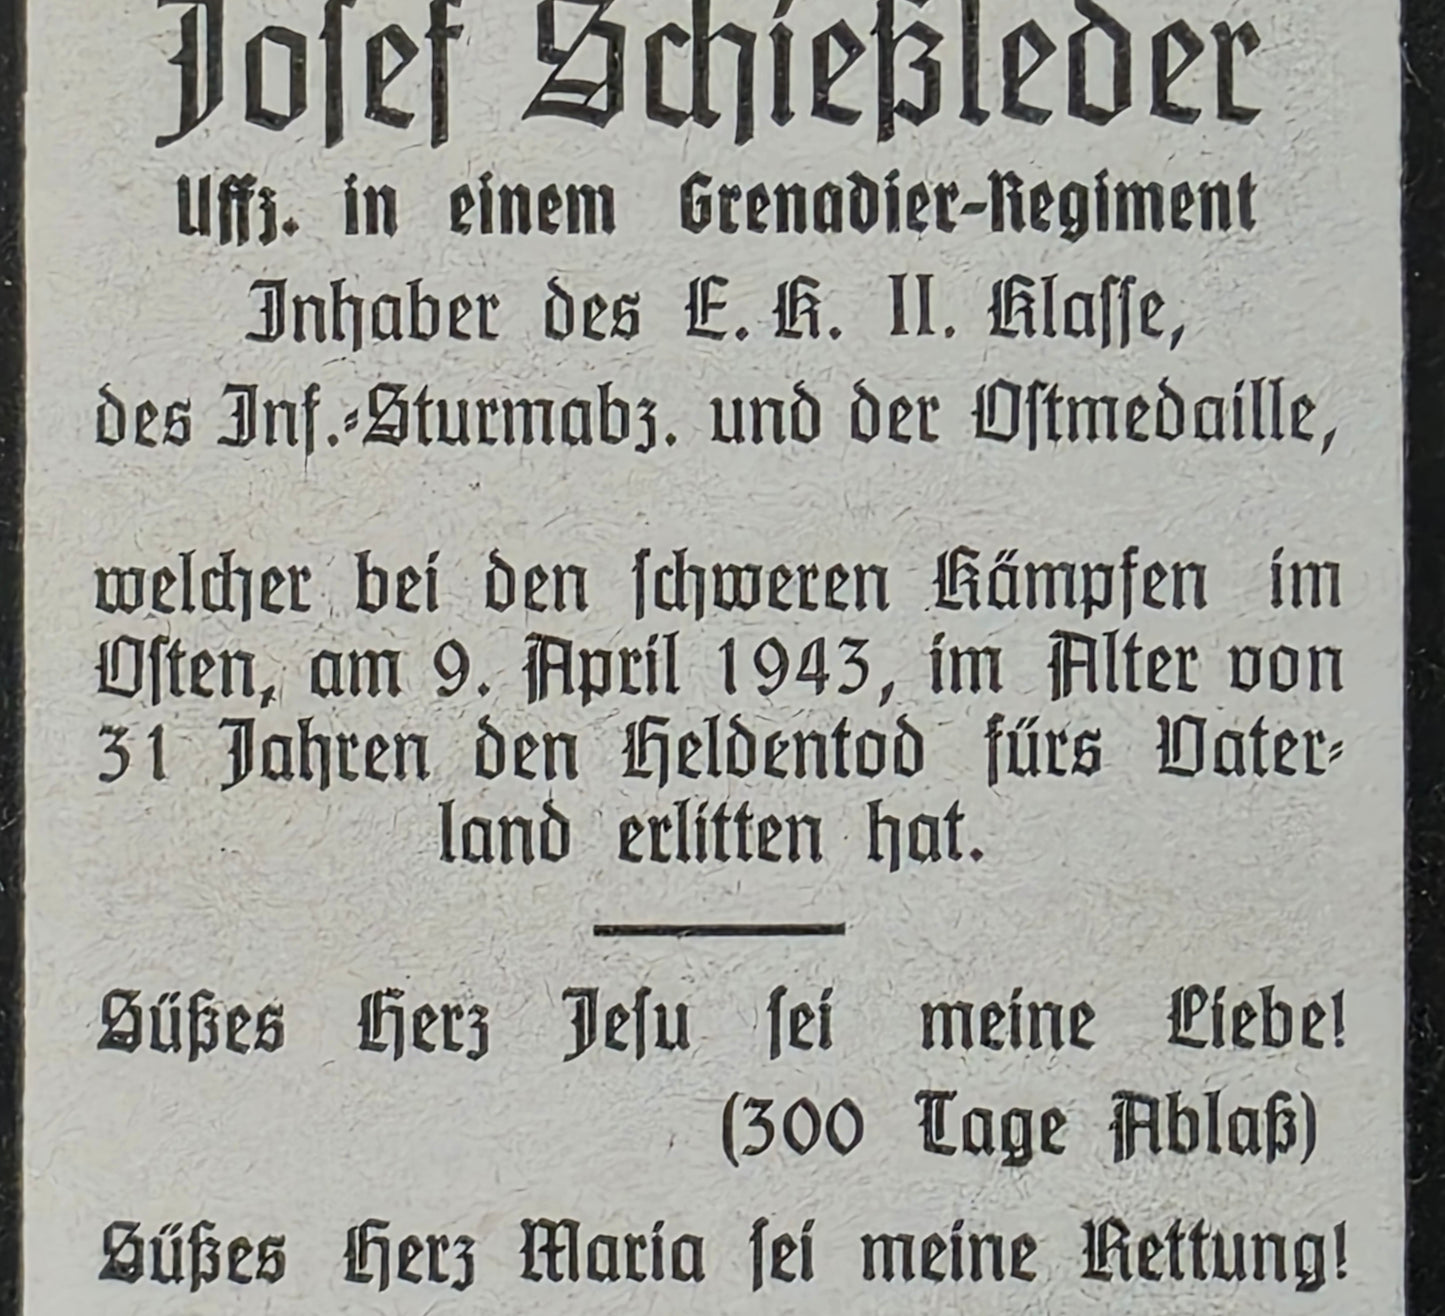 Josef Schießleder
Uffz. in einem Grenadier-Regiment
Inhaber des E. K. II. Klasse,
des Inf.-Sturmabz. und der Ostmedaille,
welcher bei den schweren Kämpfen im
Osten, am 9. April 1943, im Alter von
31 Jahren den Heldentod fürs Vater-
land erlitten hat.
Süßes Herz Jesu sei meine Liebe!
(300 Tage Ablaß)
Süßes Herz Maria sei meine Rettung!